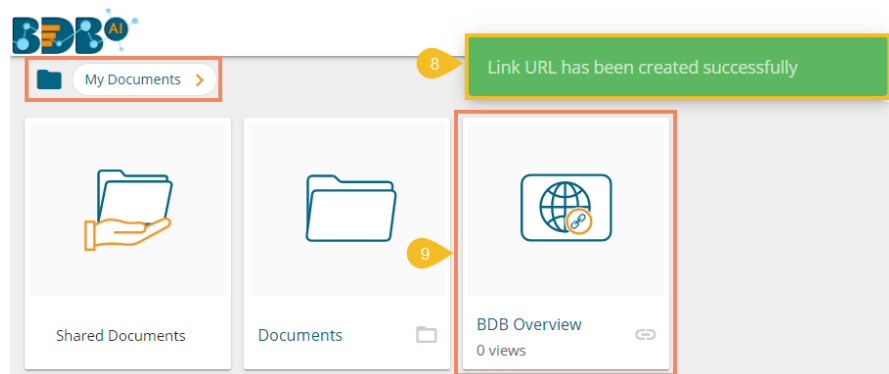 BDB AI
My Documents
8
Link URL has been created successfully
9
Shared Documents
Documents
BDB Overview
0 views